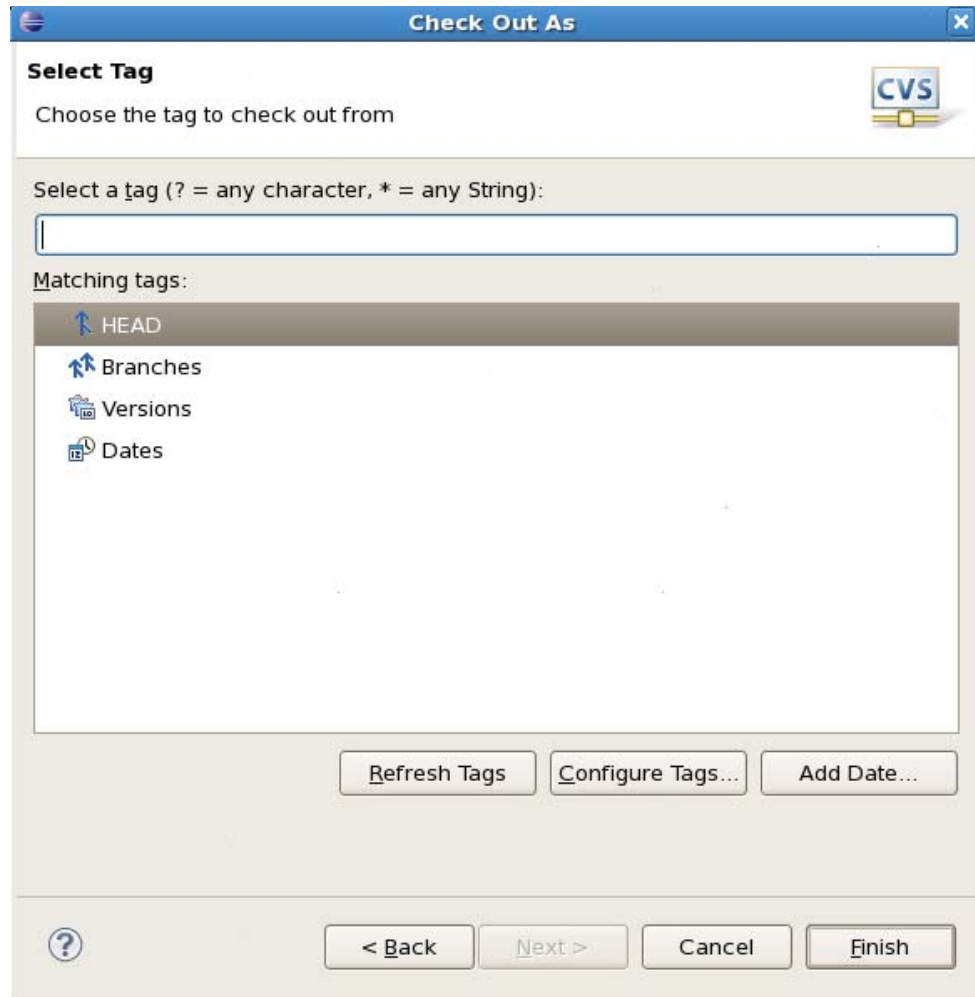 Check Out As
Select Tag
Choose the tag to check out from
CVS
Select a tag (? = any character, * = any String):
Matching tags:
HEAD
Branches
Versions
Dates
Refresh Tags Configure Tags... Add Date...
? < Back Next > Cancel Finish